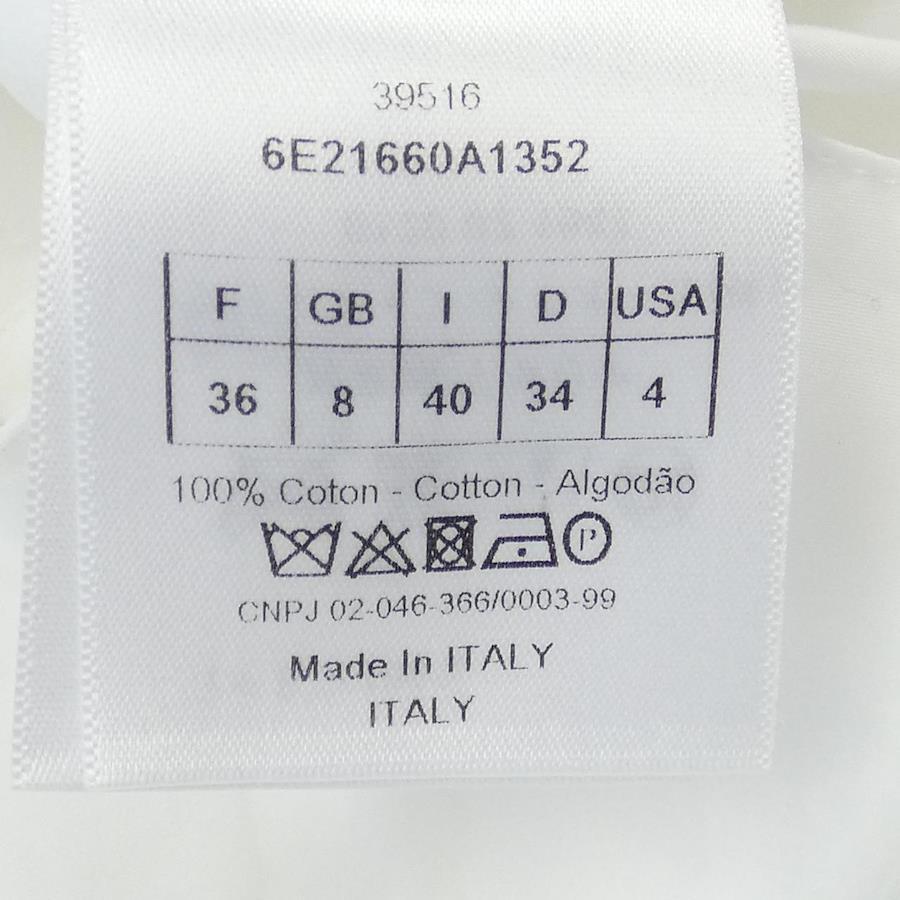 39516
6E21660A1352
F GB I D USA
36 8 40 34 4
100% Coton - Cotton - Algodão
P
CNPJ 02-046-366/0003-99
Made In ITALY
ITALY